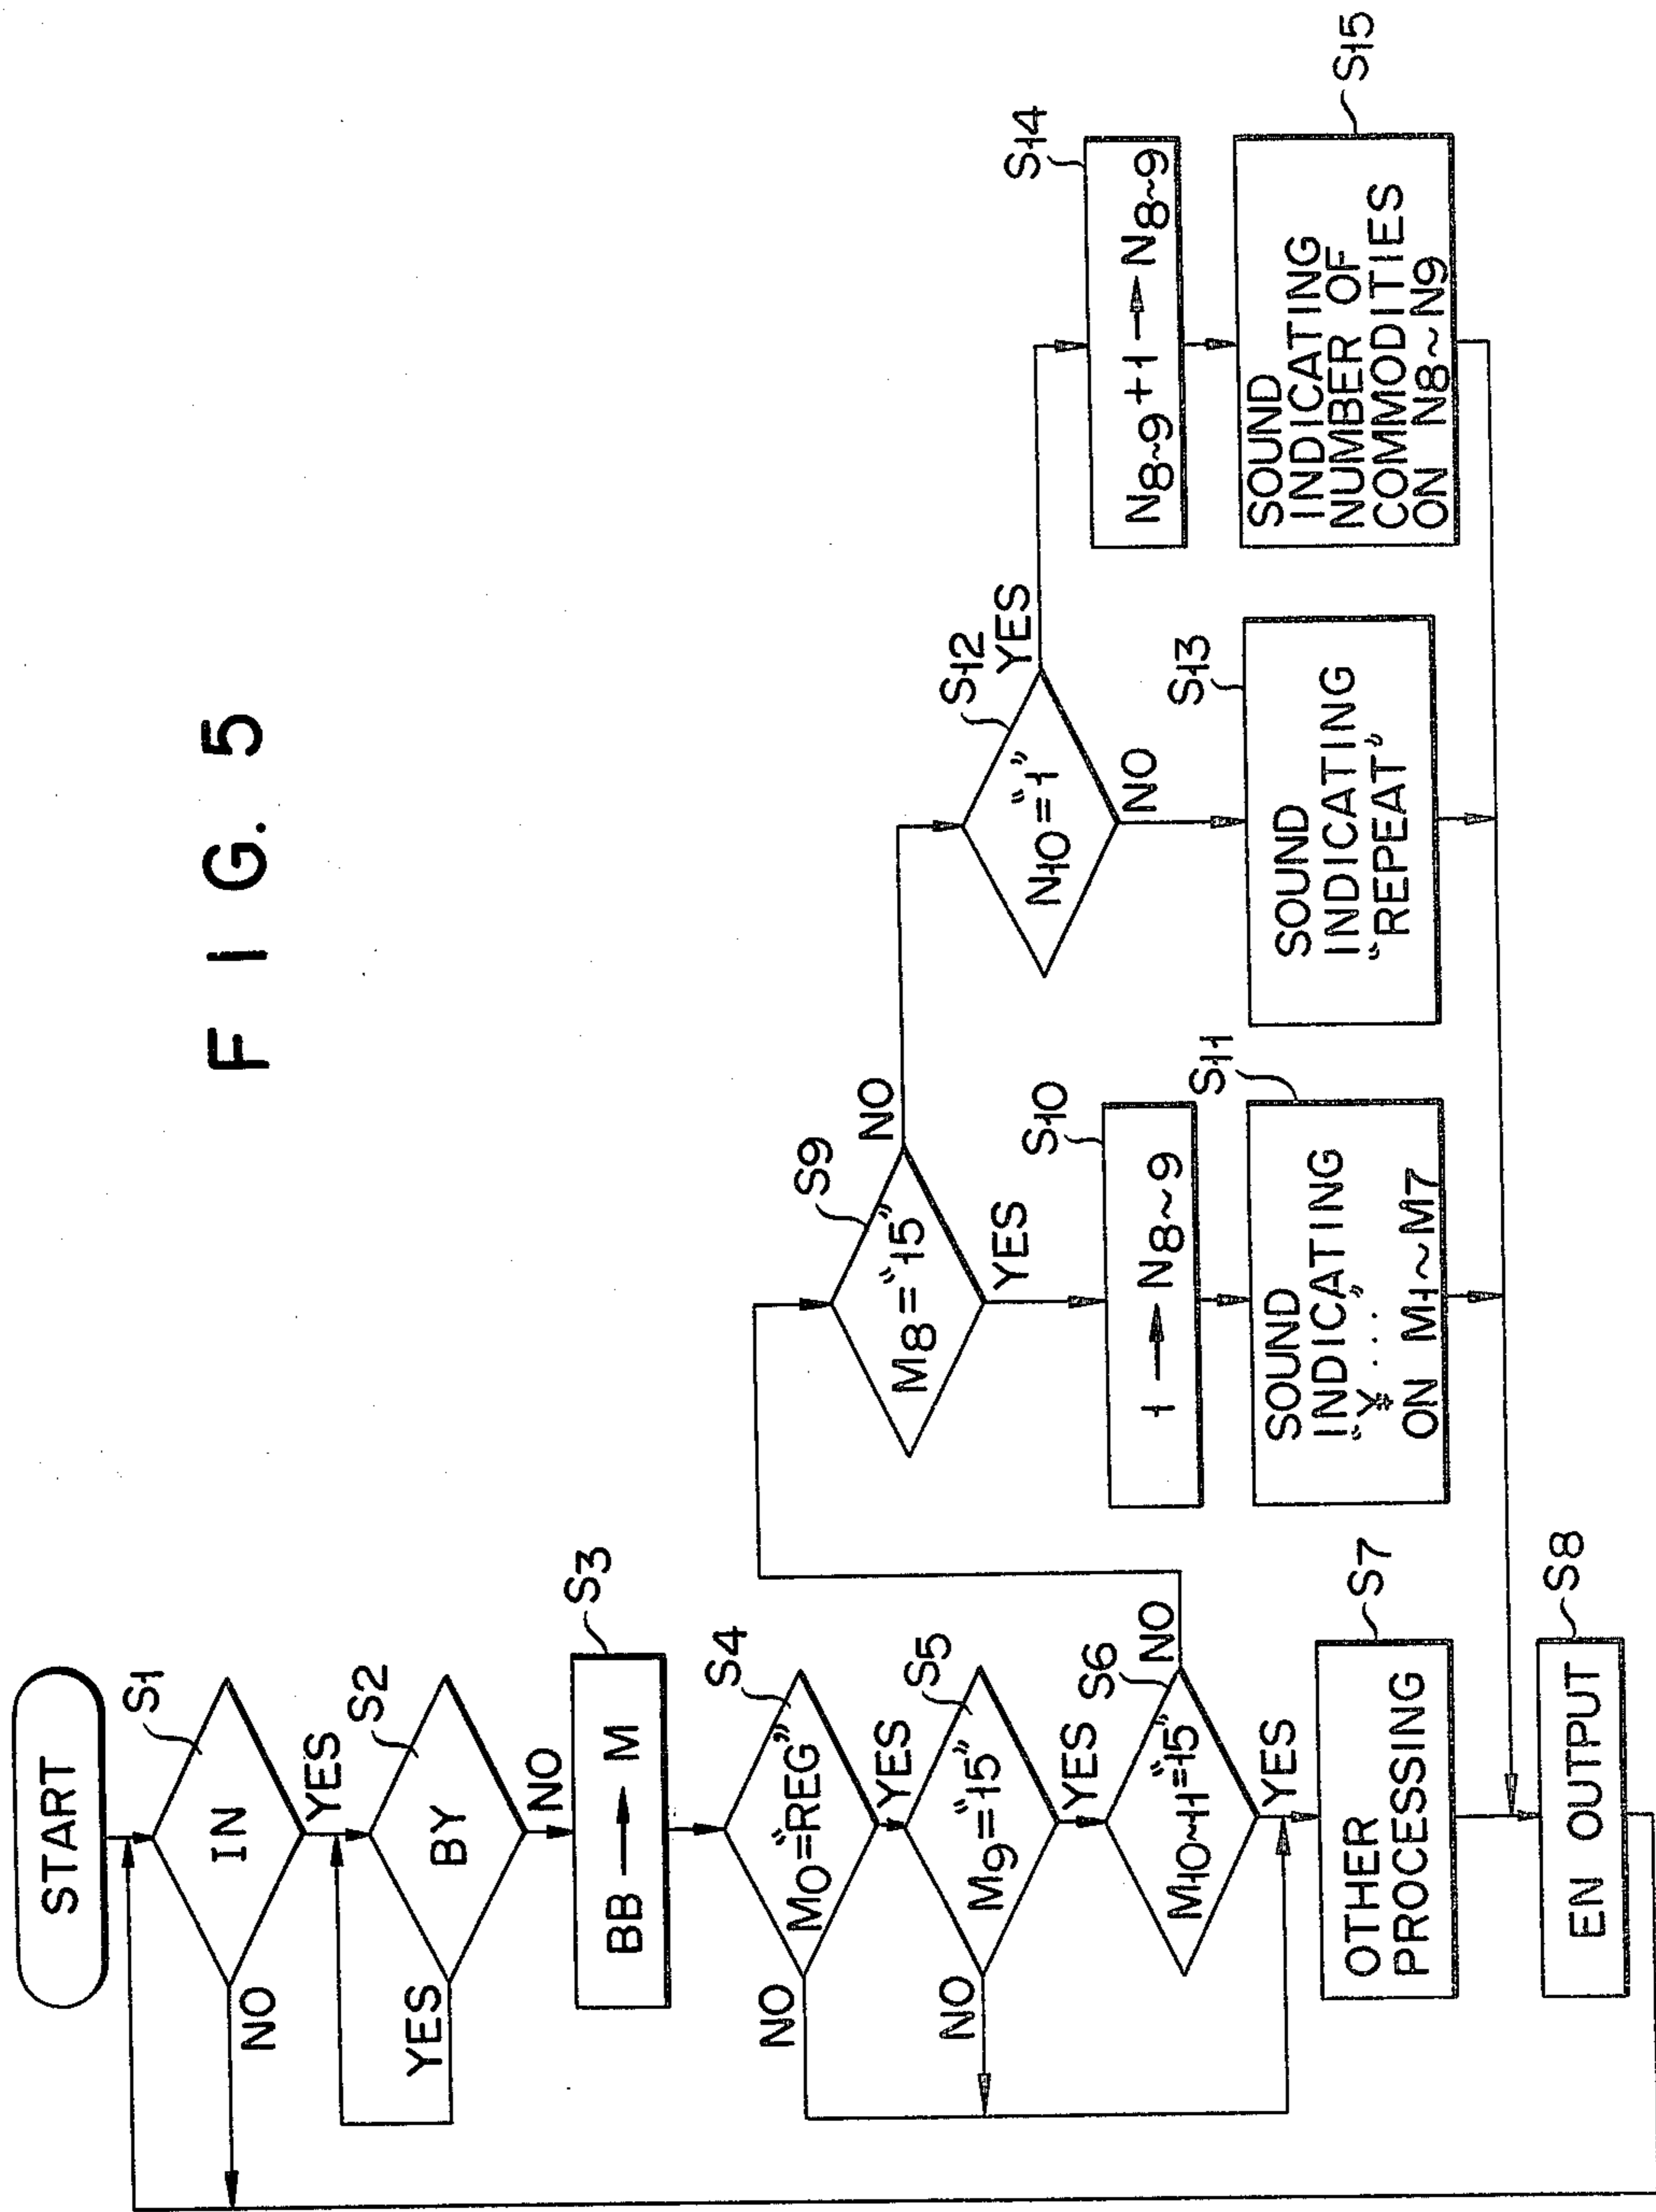 F I G. 5
START
S1
IN
YES
NO
S2
BY
YES
NO
S3
BB → M
S4
M0="REG"
NO
YES
S5
M9="15"
NO
YES
S6
M10~11="15"
NO
YES
S7
OTHER
PROCESSING
S8
EN OUTPUT
S9
M8="15"
NO
YES
S10
1 → N8~9
S11
SOUND
INDICATING
"¥...."
ON M1~M7
S12
N10="1"
YES
NO
S13
SOUND
INDICATING
"REPEAT"
S14
N8~9+1 → N8~9
S15
SOUND
INDICATING
NUMBER OF
COMMODITIES
ON N8~N9